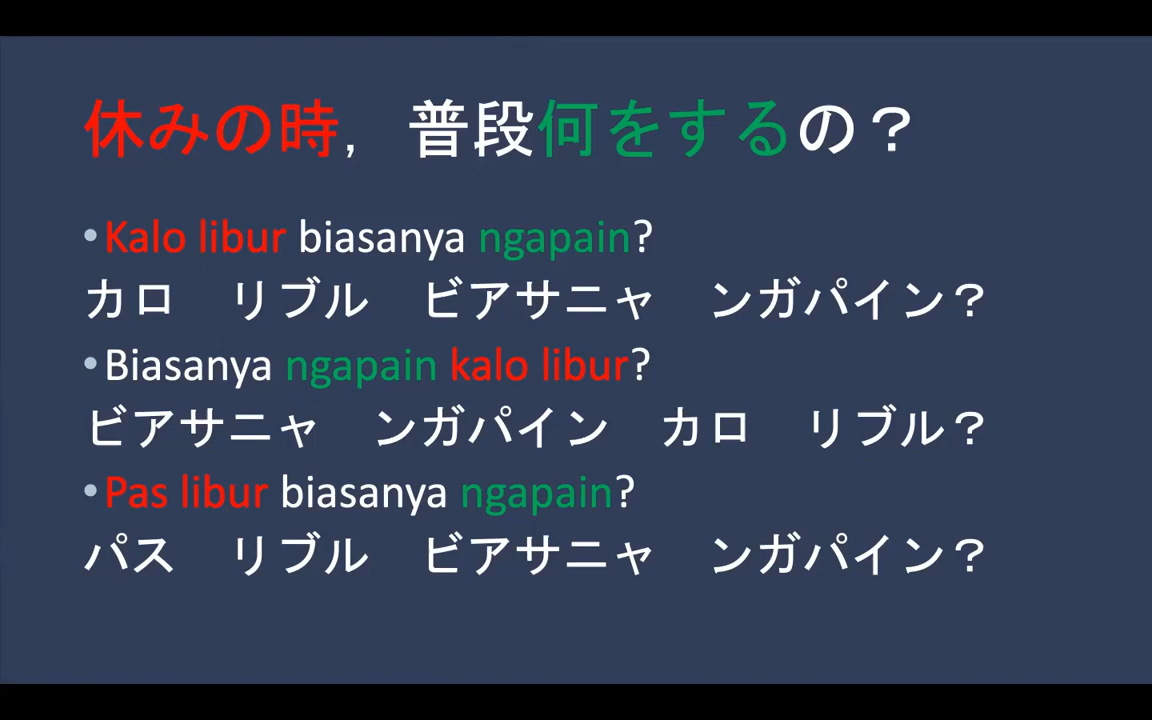 休みの時，普段何をするの？
•Kalo libur biasanya ngapain?
カロ　リブル　ビアサニャ　ンガパイン？
•Biasanya ngapain kalo libur?
ビアサニャ　ンガパイン　カロ　リブル？
•Pas libur biasanya ngapain?
パス　リブル　ビアサニャ　ンガパイン？